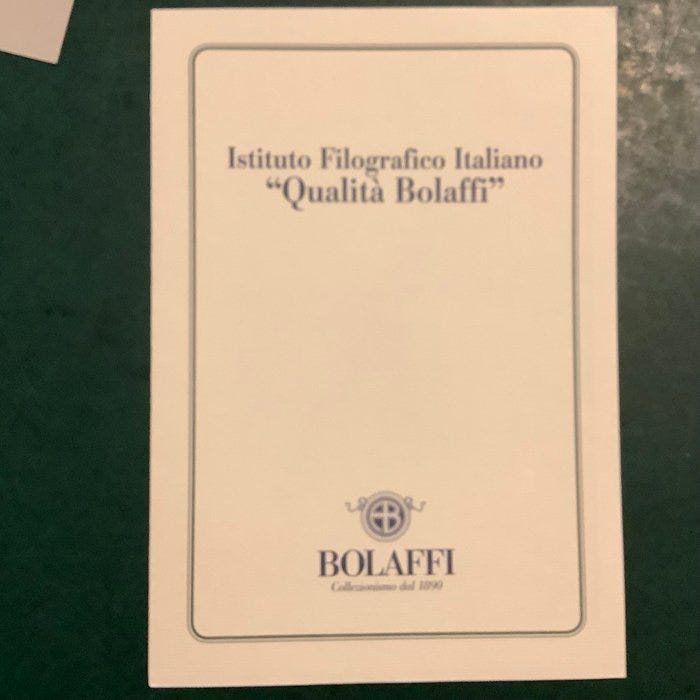 Istituto Filografico Italiano
“Qualità Bolaffi”
B
BOLAFFI
Collezionismo dal 1890